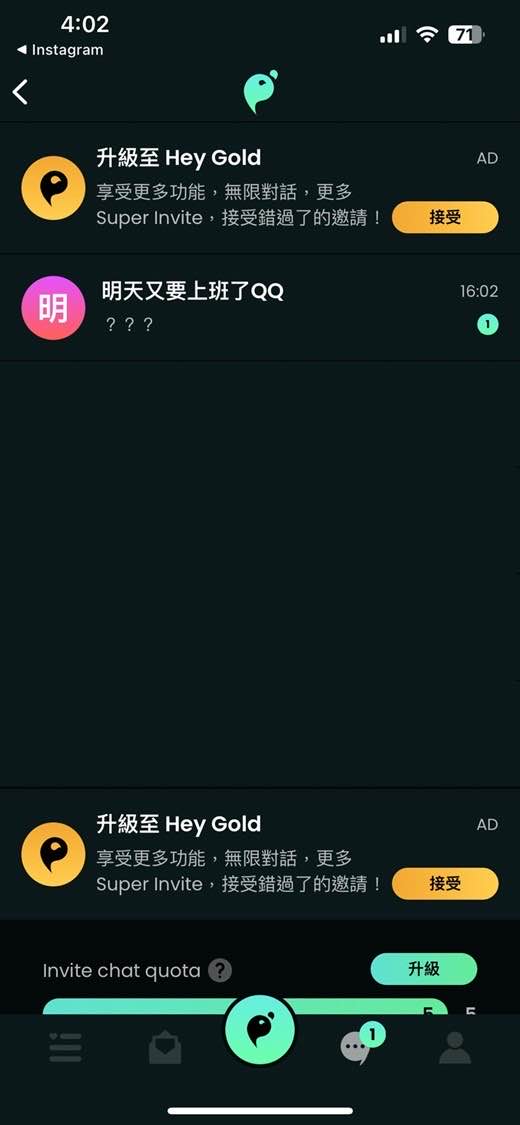 4:02
◀ Instagram
71
升級至 Hey Gold
AD
享受更多功能，無限對話，更多
Super Invite，接受錯過了的邀請！
接受
明
明天又要上班了QQ
16:02
？？？
1
升級至 Hey Gold
AD
享受更多功能，無限對話，更多
Super Invite，接受錯過了的邀請！
接受
Invite chat quota ?
升級
5 5
1